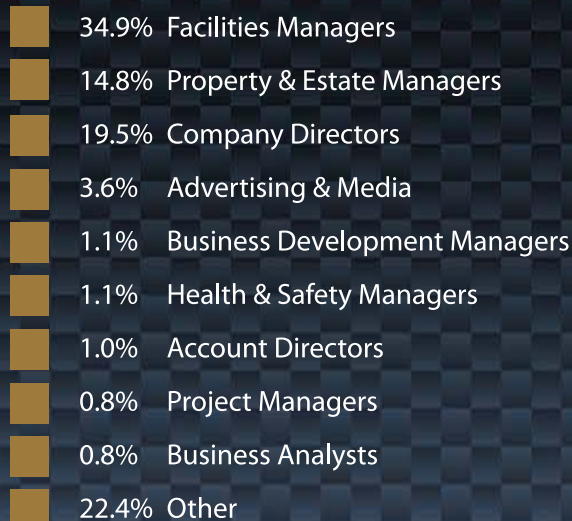 34.9% Facilities Managers
14.8% Property & Estate Managers
19.5% Company Directors
3.6% Advertising & Media
1.1% Business Development Managers
1.1% Health & Safety Managers
1.0% Account Directors
0.8% Project Managers
0.8% Business Analysts
22.4% Other